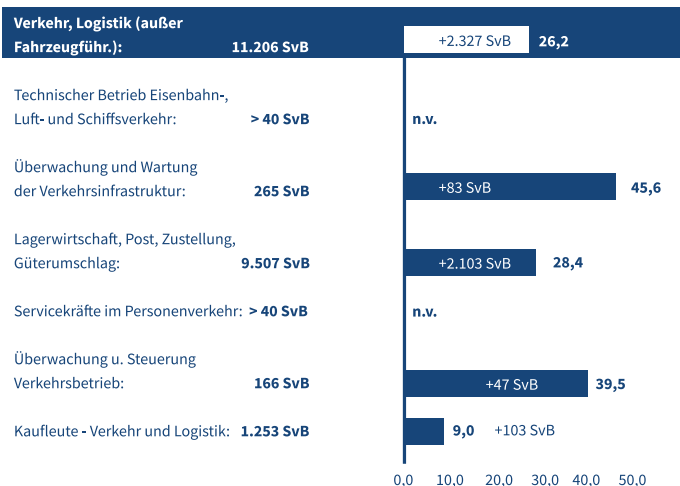 Verkehr, Logistik (außer
Fahrzeugführ.): 11.206 SvB +2.327 SvB 26,2
Technischer Betrieb Eisenbahn-,
Luft- und Schiffsverkehr: > 40 SvB n.v.
Überwachung und Wartung
der Verkehrsinfrastruktur: 265 SvB +83 SvB 45,6
Lagerwirtschaft, Post, Zustellung,
Güterumschlag: 9.507 SvB +2.103 SvB 28,4
Servicekräfte im Personenverkehr: > 40 SvB n.v.
Überwachung u. Steuerung
Verkehrsbetrieb: 166 SvB +47 SvB 39,5
Kaufleute - Verkehr und Logistik: 1.253 SvB 9,0 +103 SvB
0,0 10,0 20,0 30,0 40,0 50,0